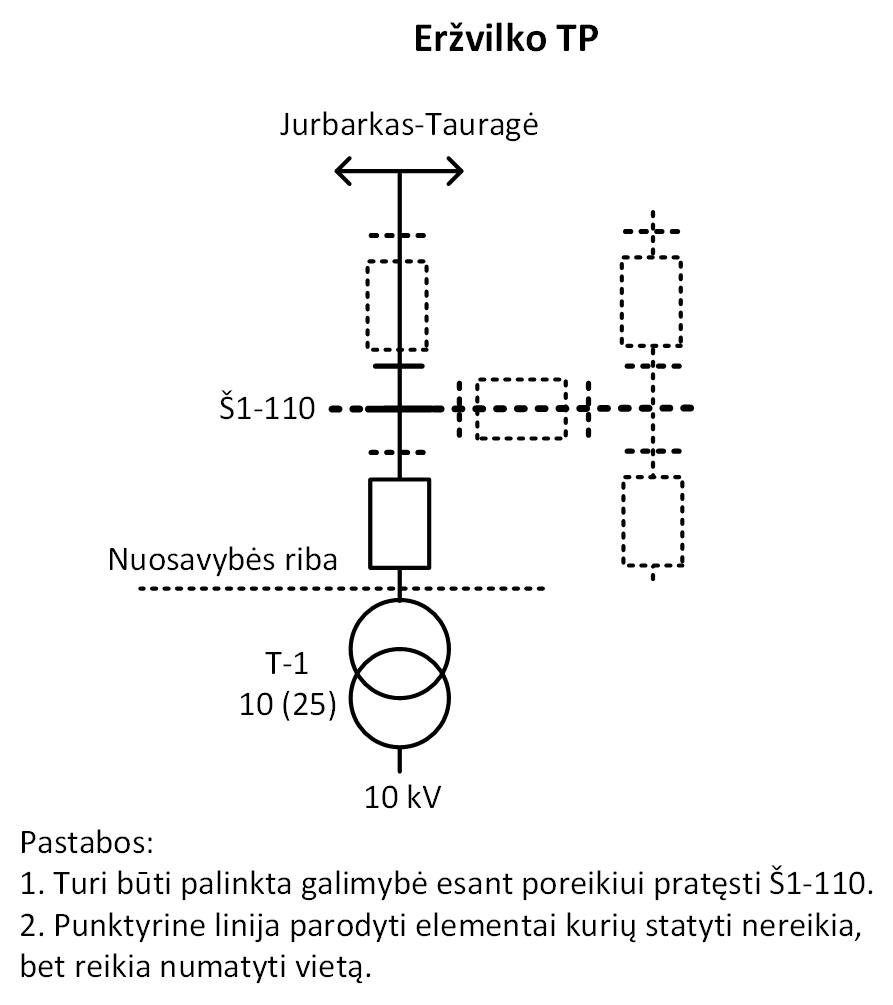 Eržvilko TP
Jurbarkas-Tauragė
Š1-110
Nuosavybės riba
T-1
10 (25)
10 kV
Pastabos:
1. Turi būti palinkta galimybė esant poreikiui pratęsti Š1-110.
2. Punktyrine linija parodyti elementai kurių statyti nereikia,
bet reikia numatyti vietą.